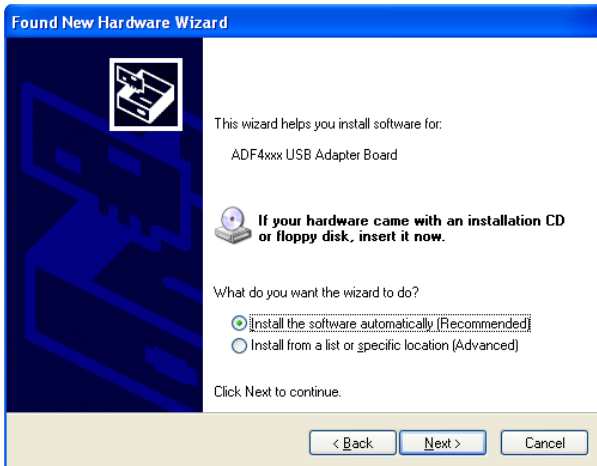 Found New Hardware Wizard
This wizard helps you install software for:
ADF4xxx USB Adapter Board
If your hardware came with an installation CD
or floppy disk, insert it now.
What do you want the wizard to do?
Install the software automatically (Recommended)
Install from a list or specific location (Advanced)
Click Next to continue.
< Back Next > Cancel